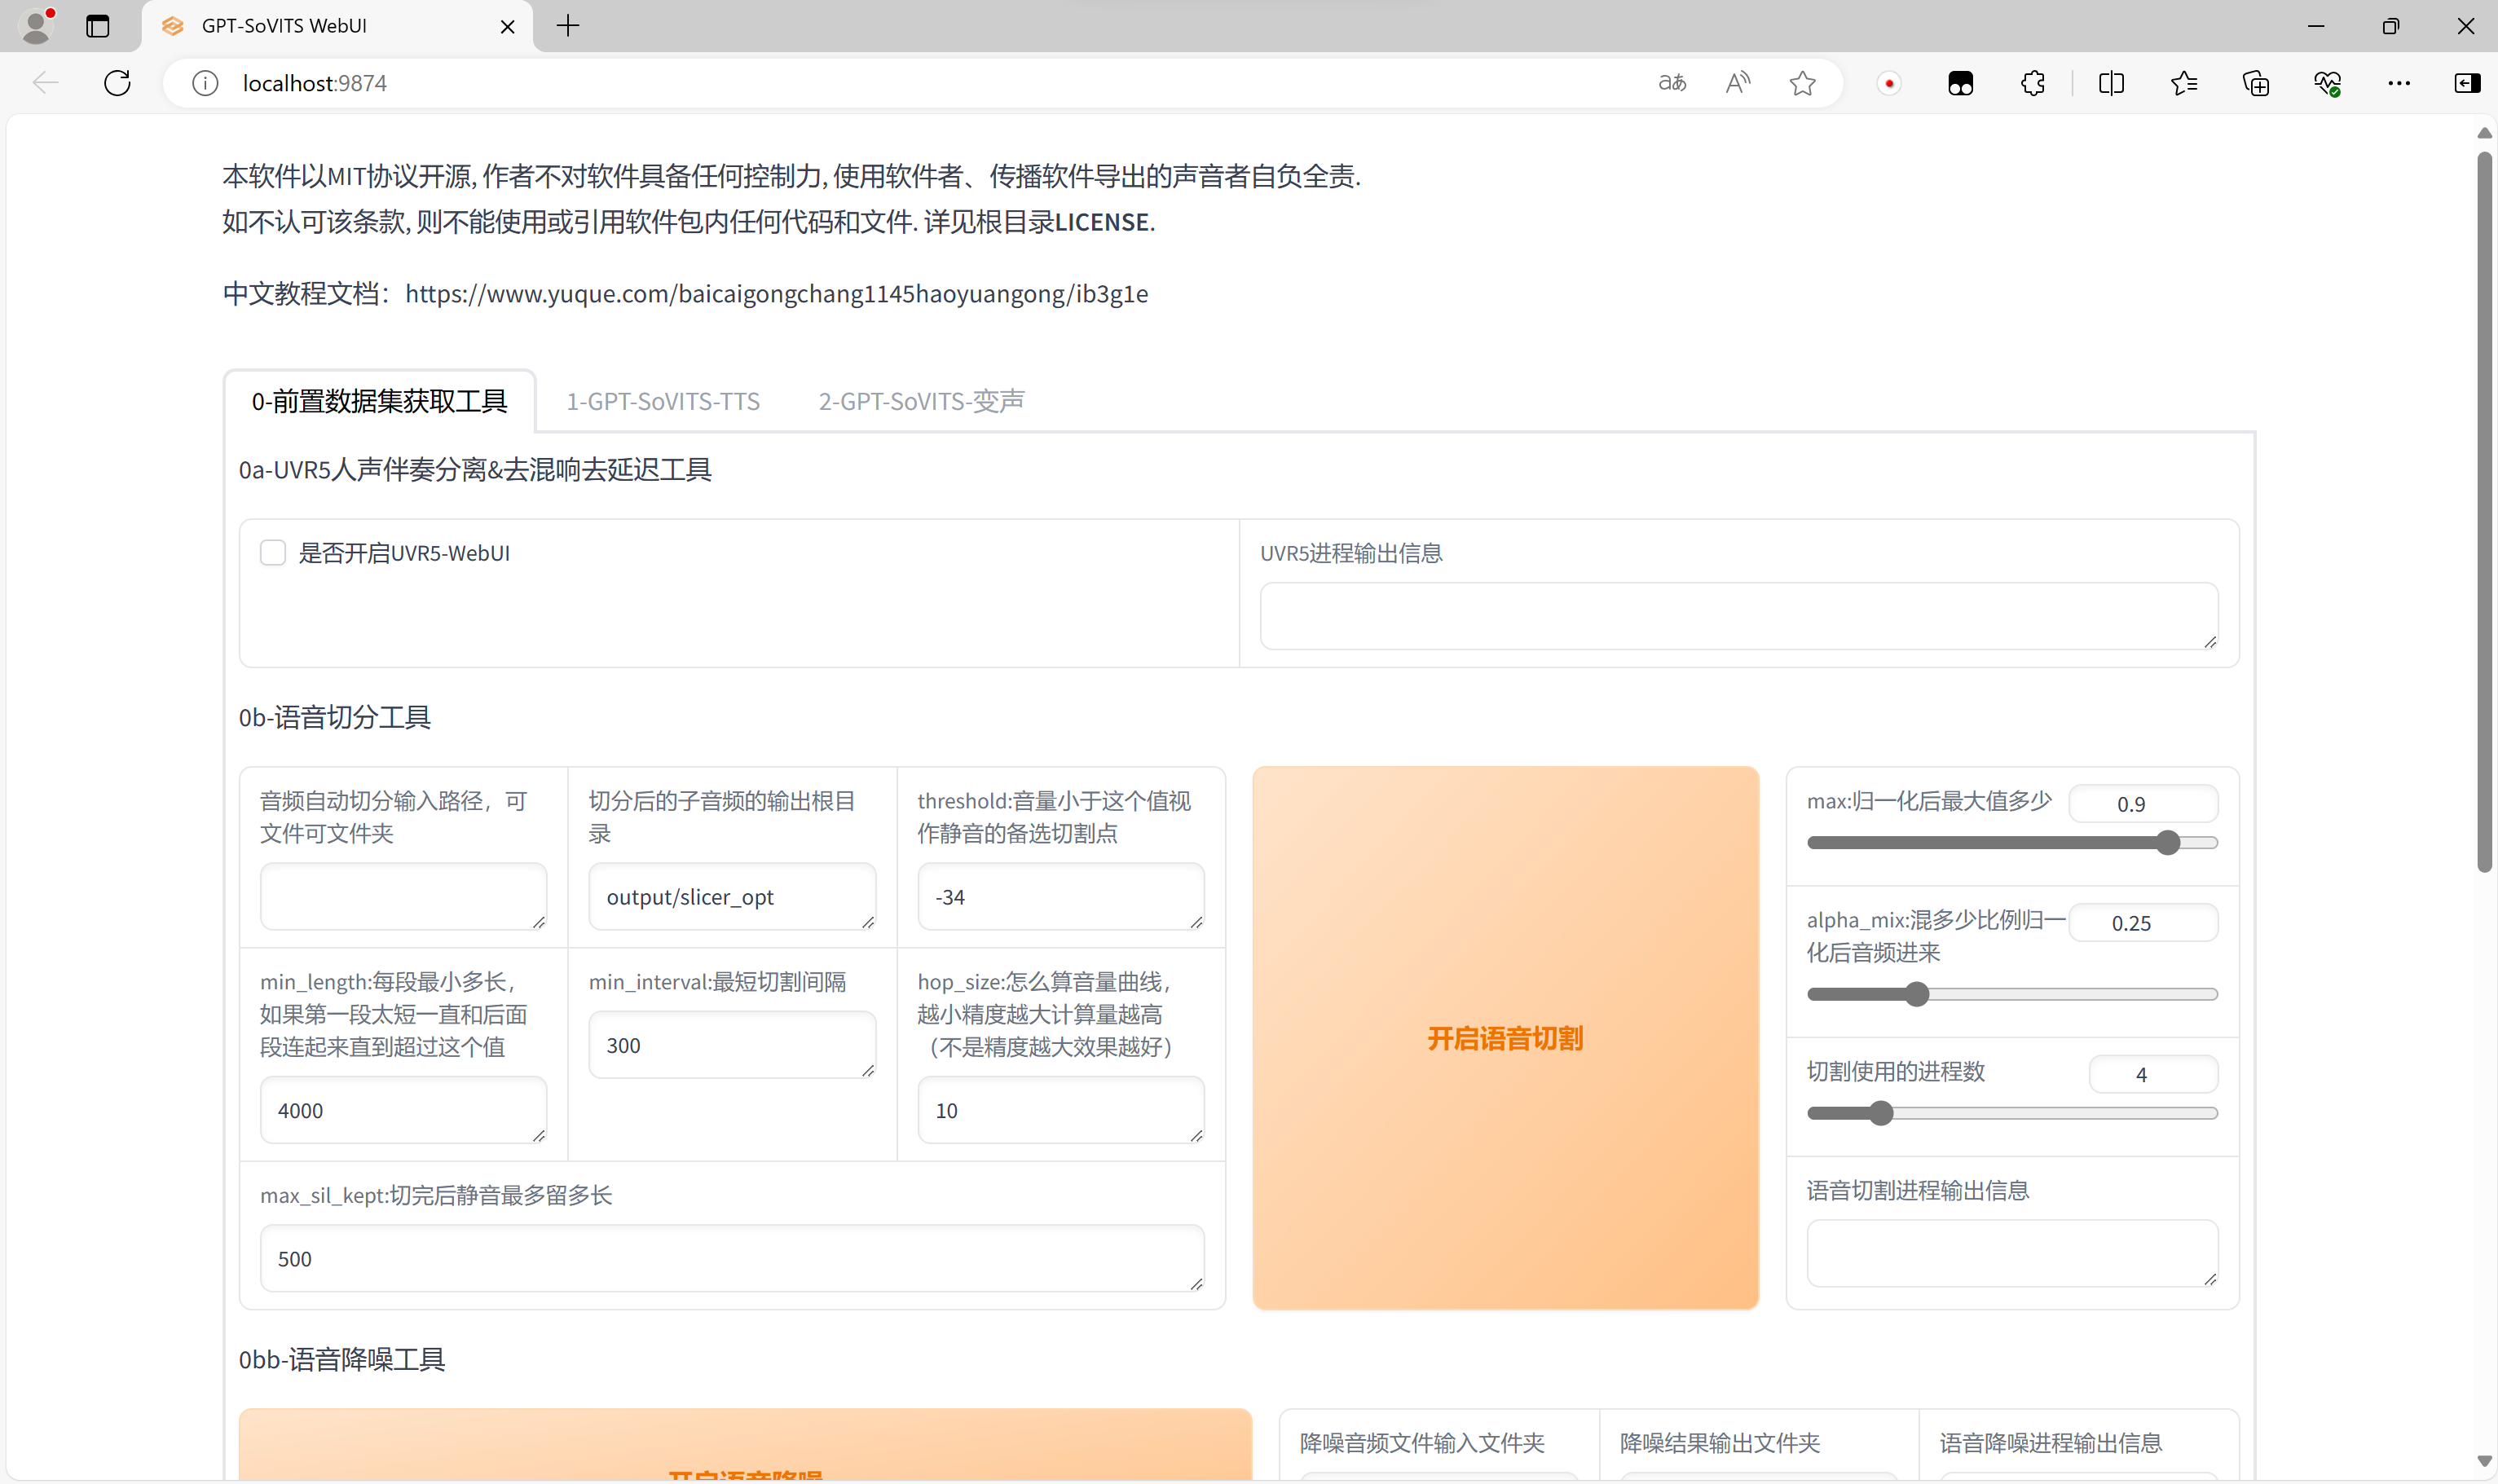 GPT-SoVITS WebUI
localhost:9874
本软件以MIT协议开源, 作者不对软件具备任何控制力, 使用软件者、传播软件导出的声音者自负全责.
如不认可该条款, 则不能使用或引用软件包内任何代码和文件. 详见根目录LICENSE.
中文教程文档：https://www.yuque.com/baicaigongchang1145haoyuangong/ib3g1e
0-前置数据集获取工具
1-GPT-SoVITS-TTS
2-GPT-SoVITS-变声
0a-UVR5人声伴奏分离&去混响去延迟工具
是否开启UVR5-WebUI
UVR5进程输出信息
0b-语音切分工具
音频自动切分输入路径，可
文件可文件夹
切分后的子音频的输出根目
录
output/slicer_opt
threshold:音量小于这个值视
作静音的备选切割点
-34
min_length:每段最小多长，
如果第一段太短一直和后面
段连起来直到超过这个值
4000
min_interval:最短切割间隔
300
hop_size:怎么算音量曲线，
越小精度越大计算量越高
（不是精度越大效果越好）
10
max_sil_kept:切完后静音最多留多长
500
开启语音切割
max:归一化后最大值多少
0.9
alpha_mix:混多少比例归一
化后音频进来
0.25
切割使用的进程数
4
语音切割进程输出信息
0bb-语音降噪工具
开启语音降噪
降噪音频文件输入文件夹
降噪结果输出文件夹
语音降噪进程输出信息